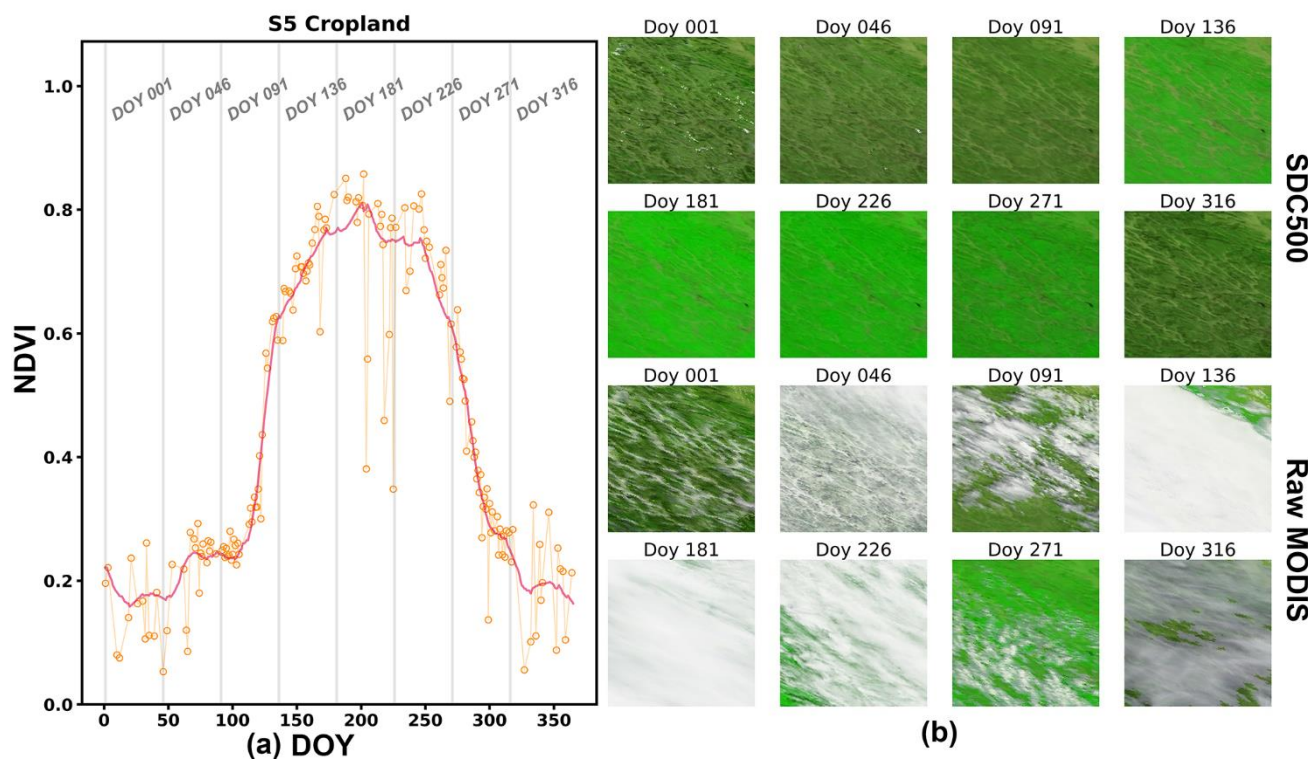 S5 Cropland
1.0
0.8
0.6
0.4
0.2
0.0
NDVI
DOY 001
DOY 046
DOY 091
DOY 136
DOY 181
DOY 226
DOY 271
DOY 316
0 50 100 150 200 250 300 350
(a) DOY
Doy 001 Doy 046 Doy 091 Doy 136
Doy 181 Doy 226 Doy 271 Doy 316
SDC500
Doy 001 Doy 046 Doy 091 Doy 136
Doy 181 Doy 226 Doy 271 Doy 316
Raw MODIS
(b)